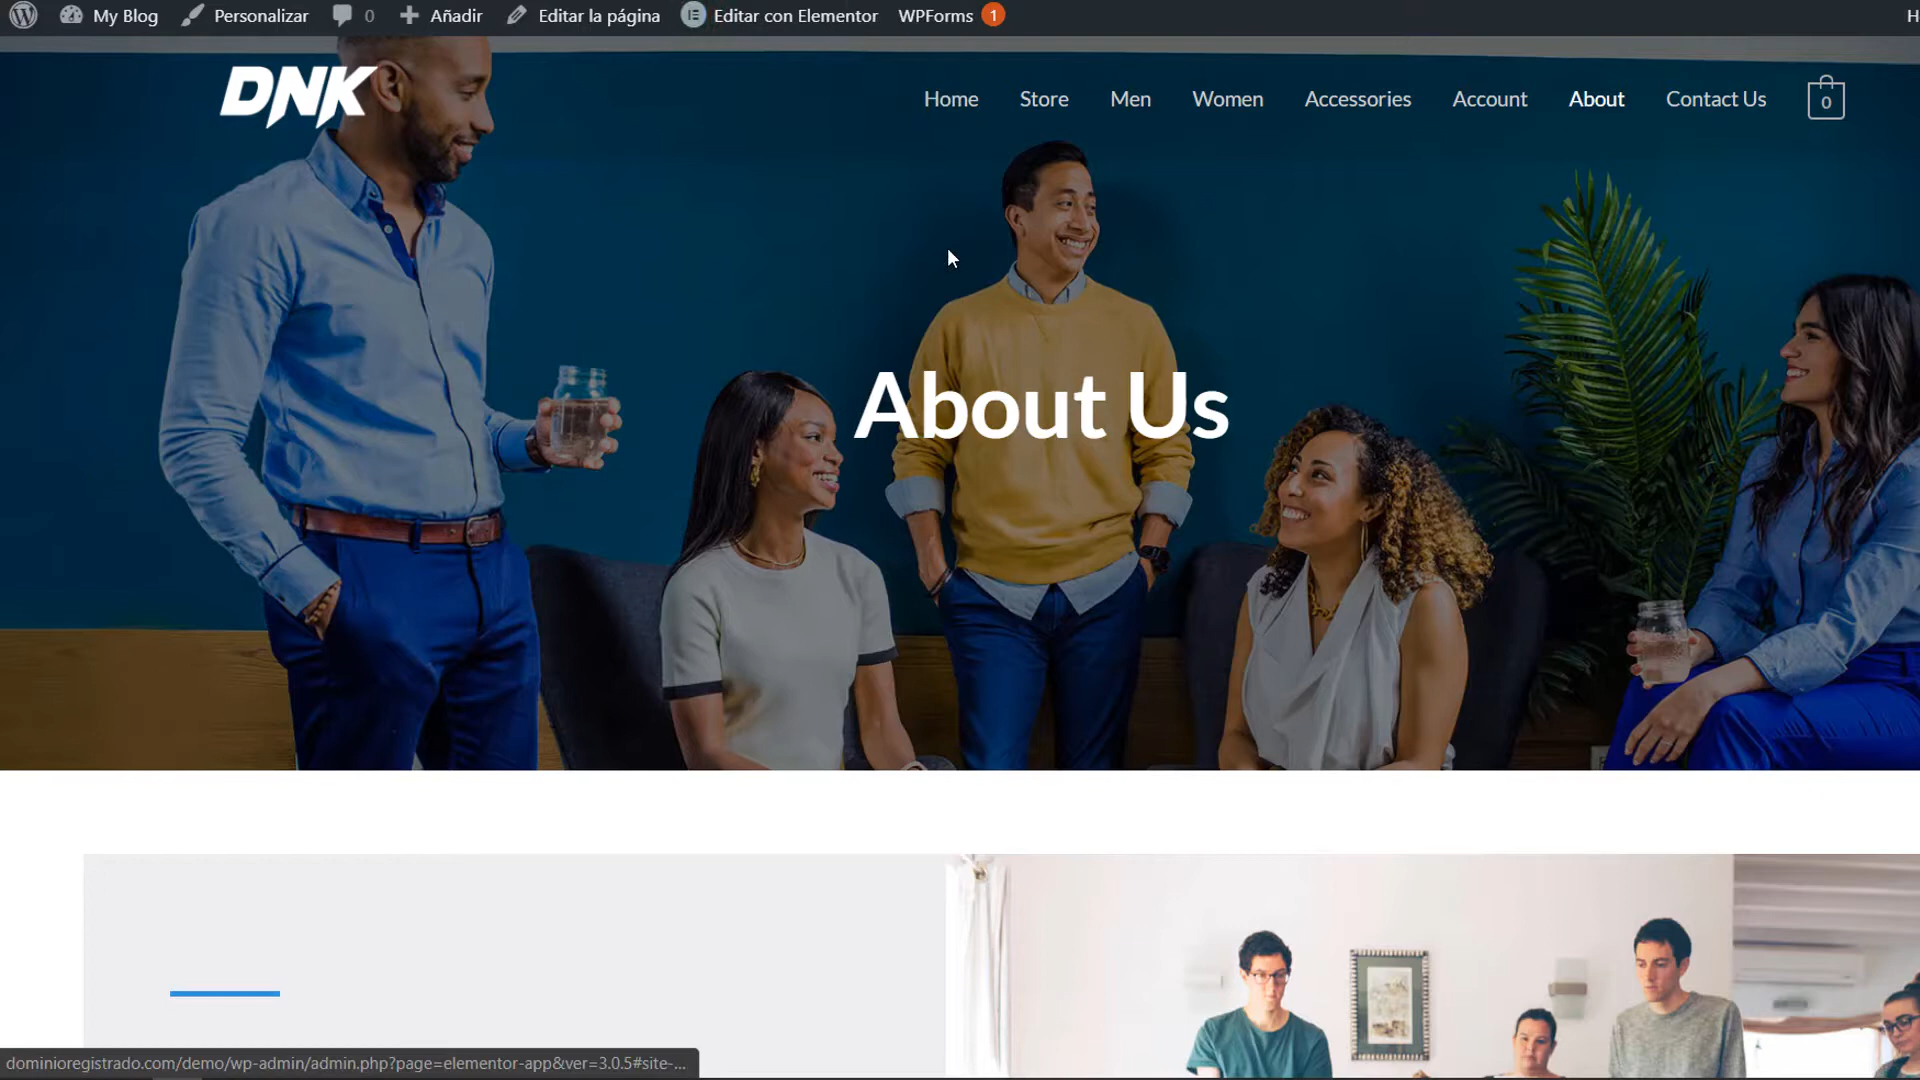 My Blog Personalizar 0 Añadir Editar la página Editar con Elementor WPForms 1 H
DNK Home Store Men Women Accessories Account About Contact Us 0
About Us
dominioregistrado.com/demo/wp-admin/admin.php?page=elementor-app&ver=3.0.5#site-...